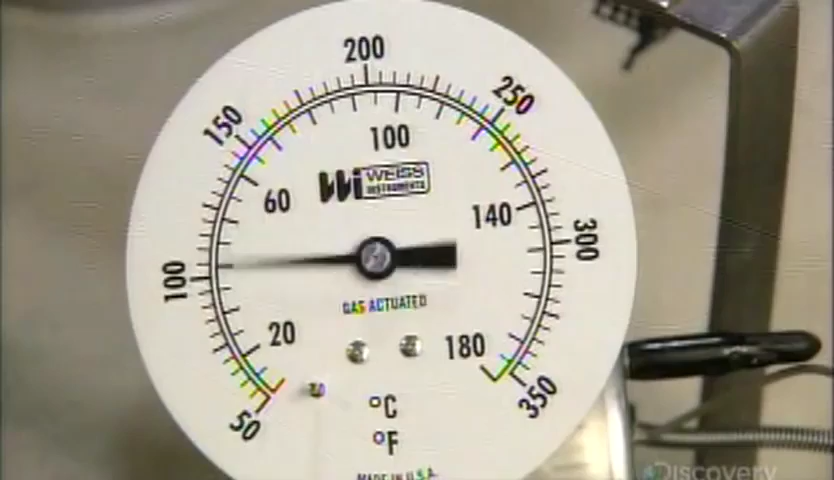 200
150
250
100
60
WEISS
INSTRUMENTS
140
300
100
GAS ACTUATED
20
180
50
350
°C
°F
MADE IN U.S.A.
Discovery